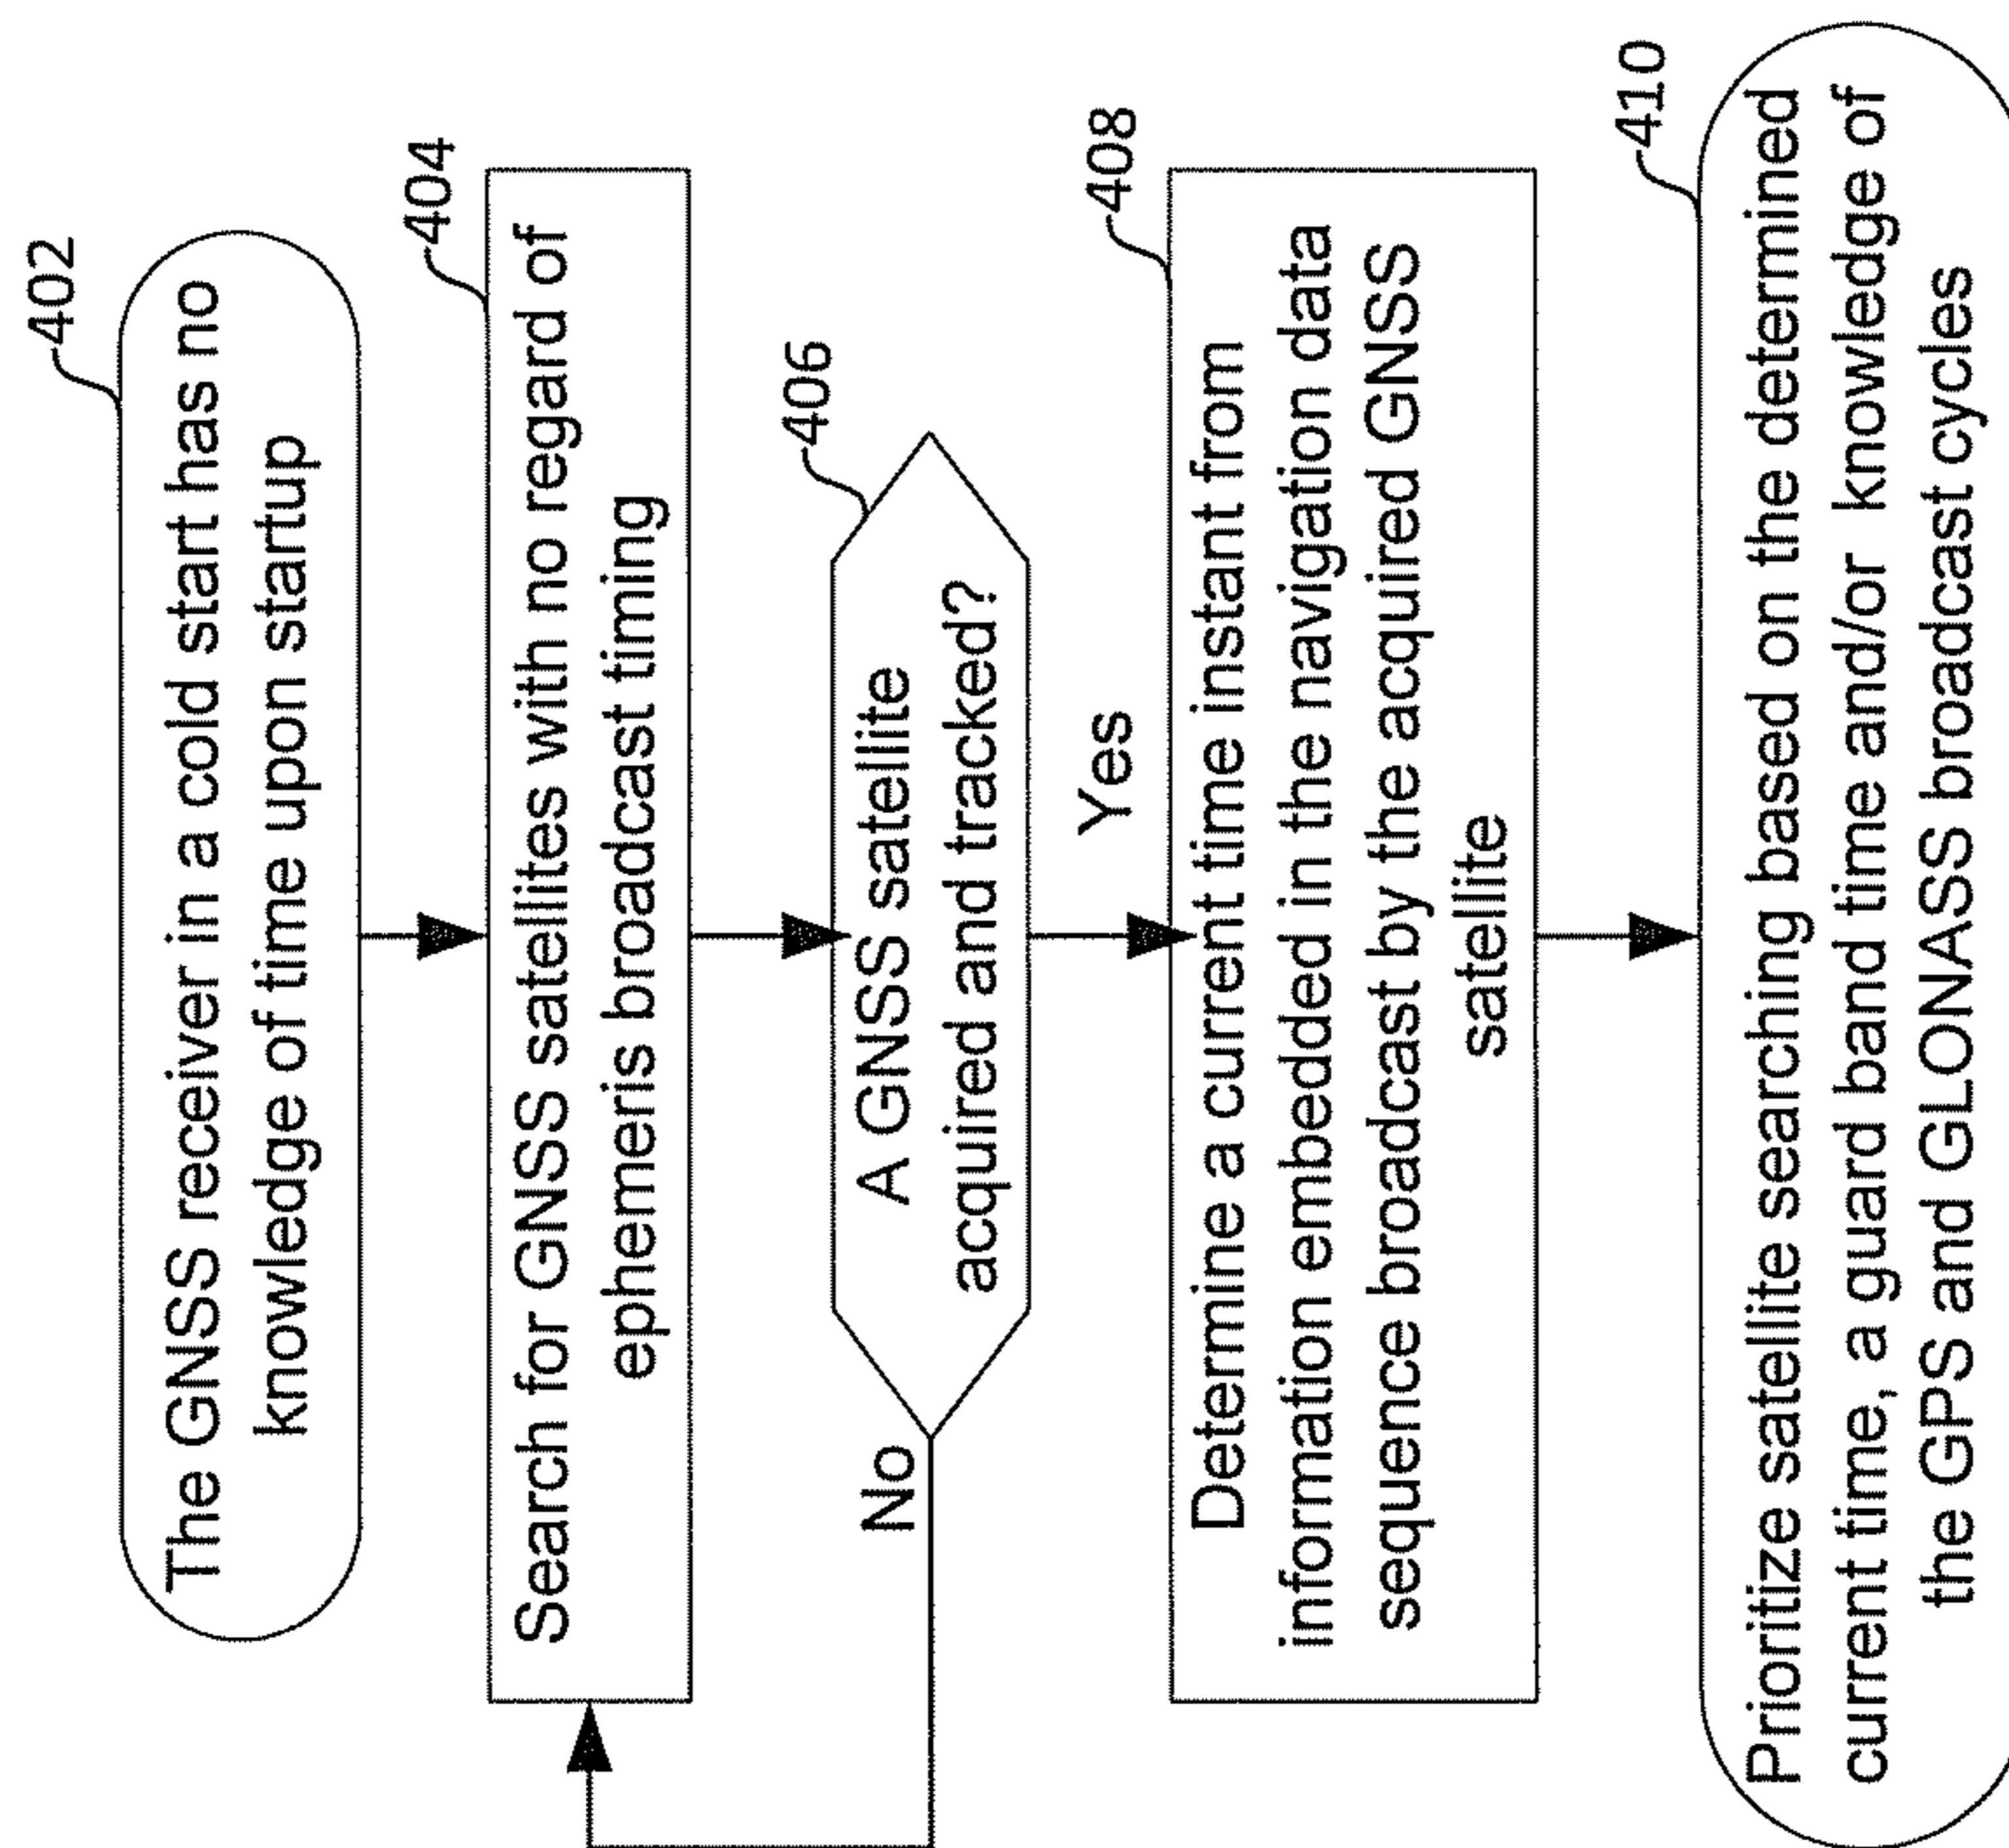 402
The GNSS receiver in a cold start has no
knowledge of time upon startup
404
Search for GNSS satellites with no regard of
ephemeris broadcast timing
406
A GNSS satellite
acquired and tracked?
No
Yes
408
Determine a current time instant from
information embedded in the navigation data
sequence broadcast by the acquired GNSS
satellite
410
Prioritize satellite searching based on the determined
current time, a guard band time and/or knowledge of
the GPS and GLONASS broadcast cycles